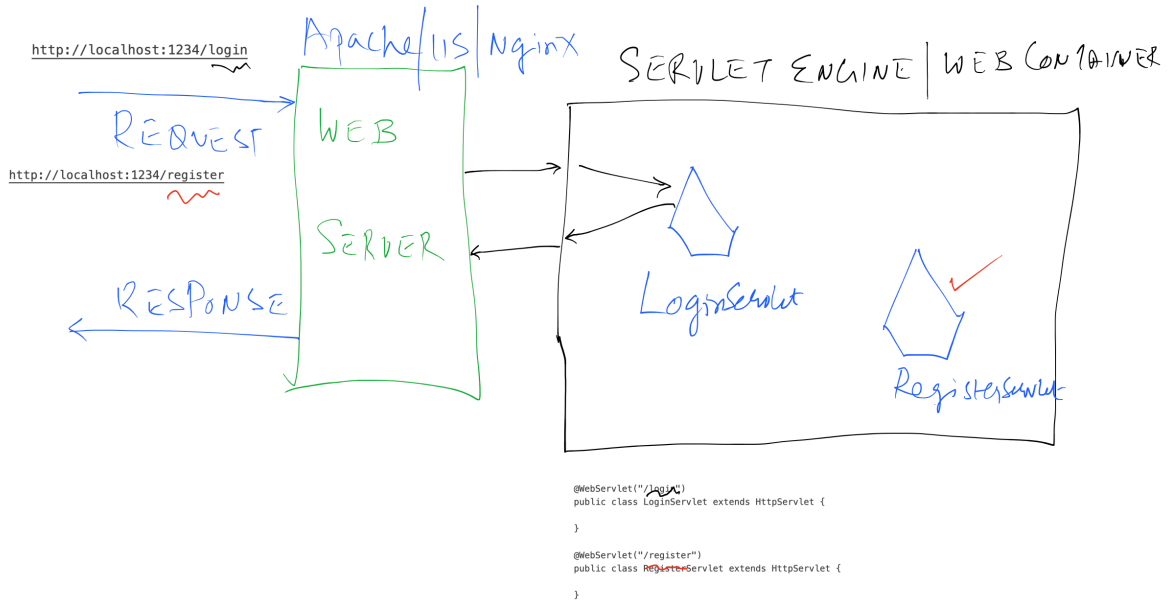 http://localhost:1234/login
Apache/IIS|NginX
SERVLET ENGINE|WEB CONTAINER
REQUEST
WEB
SERVER
http://localhost:1234/register
RESPONSE
LoginServlet
RegisterServlet
@WebServlet("/login")
public class LoginServlet extends HttpServlet {
}
@WebServlet("/register")
public class RegisterServlet extends HttpServlet {
}